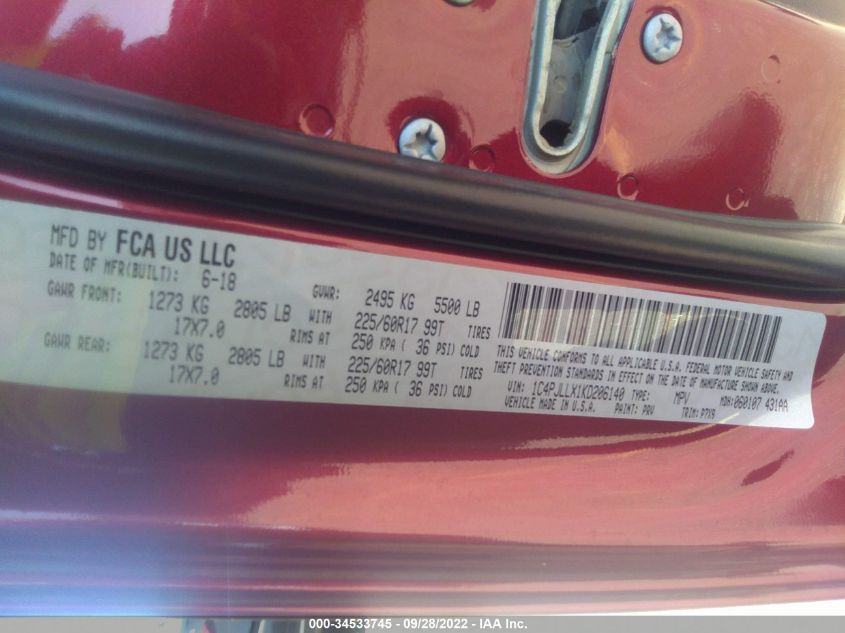 MFD BY FCA US LLC
DATE OF MFR(BUILT): 6-18
GVWR: 2495 KG 5500 LB
GAWR FRONT: 1273 KG 2805 LB WITH 225/60R17 99T TIRES
17X7.0 RIMS AT 250 KPA ( 36 PSI) COLD
GAWR REAR: 1273 KG 2805 LB WITH 225/60R17 99T TIRES
17X7.0 RIMS AT 250 KPA ( 36 PSI) COLD
THIS VEHICLE CONFORMS TO ALL APPLICABLE U.S.A. FEDERAL MOTOR VEHICLE SAFETY AND
THEFT PREVENTION STANDARDS IN EFFECT ON THE DATE OF MANUFACTURE SHOWN ABOVE.
VIN: 1C4PJLLX1KD206140 TYPE: MPV MDH:060107 431AA
VEHICLE MADE IN U.S.A. PAINT: PRV TRIM: P7X9
000-34533745 - 09/28/2022 - IAA Inc.